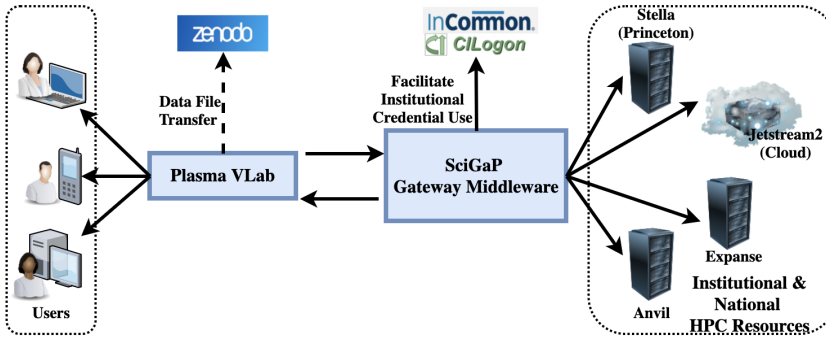 zenodo
InCommon®
CILogon
Stella
(Princeton)
Data File
Transfer
Facilitate
Institutional
Credential Use
Jetstream2
(Cloud)
Plasma VLab
SciGaP
Gateway Middleware
Expanse
Users
Anvil
Institutional &
National
HPC Resources